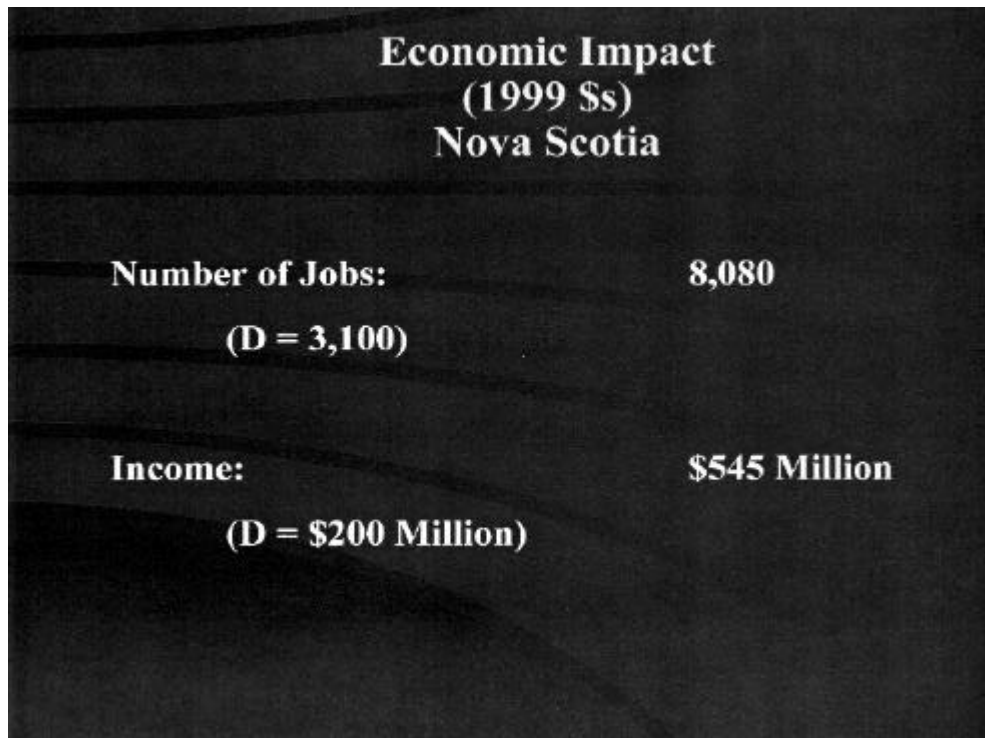 Economic Impact
(1999 $s)
Nova Scotia
Number of Jobs: 8,080
(D = 3,100)
Income: $545 Million
(D = $200 Million)